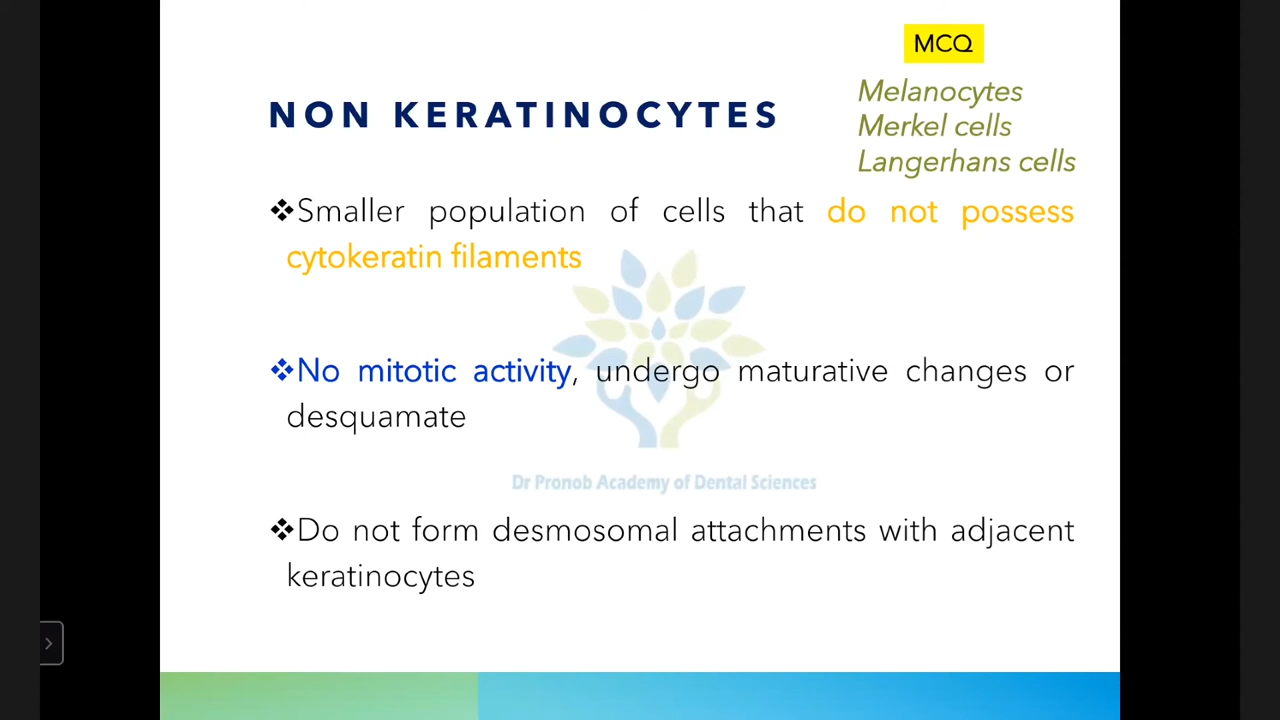 MCQ
NON KERATINOCYTES
Melanocytes
Merkel cells
Langerhans cells
❖Smaller population of cells that do not possess
cytokeratin filaments
❖No mitotic activity, undergo maturative changes or
desquamate
Dr Pronob Academy of Dental Sciences
❖Do not form desmosomal attachments with adjacent
keratinocytes